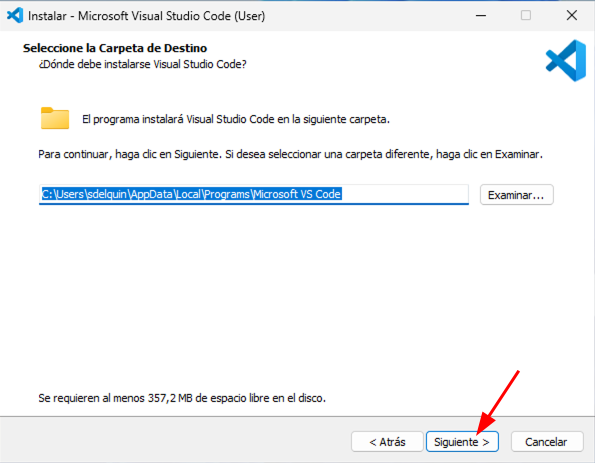 Instalar - Microsoft Visual Studio Code (User)
Seleccione la Carpeta de Destino
¿Dónde debe instalarse Visual Studio Code?
El programa instalará Visual Studio Code en la siguiente carpeta.
Para continuar, haga clic en Siguiente. Si desea seleccionar una carpeta diferente, haga clic en Examinar.
C:\Users\sdelquin\AppData\Local\Programs\Microsoft VS Code
Examinar...
Se requieren al menos 357,2 MB de espacio libre en el disco.
< Atrás
Siguiente >
Cancelar